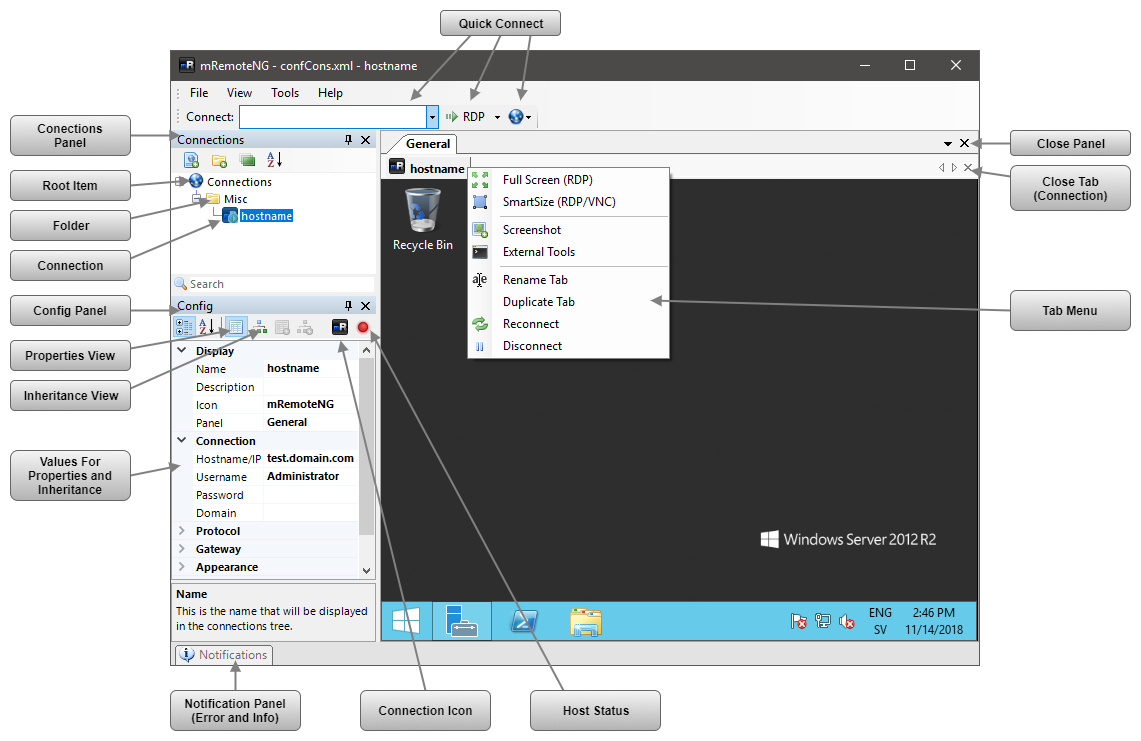 Quick Connect
mRemoteNG - confCons.xml - hostname
File View Tools Help
Connect: RDP
Conections
Panel
Root Item
Folder
Connection
Config Panel
Properties View
Inheritance View
Values For
Properties and
Inheritance
Connections
Connections
Misc
hostname
Search
Config
Display
Name hostname
Description
Icon mRemoteNG
Panel General
Connection
Hostname/IP test.domain.com
Username Administrator
Password
Domain
Protocol
Gateway
Appearance
Name
This is the name that will be displayed
in the connections tree.
Notifications
General
hostname
Recycle Bin
Full Screen (RDP)
SmartSize (RDP/VNC)
Screenshot
External Tools
Rename Tab
Duplicate Tab
Reconnect
Disconnect
Windows Server 2012 R2
ENG
SV
2:46 PM
11/14/2018
Close Panel
Close Tab
(Connection)
Tab Menu
Notification Panel
(Error and Info)
Connection Icon
Host Status